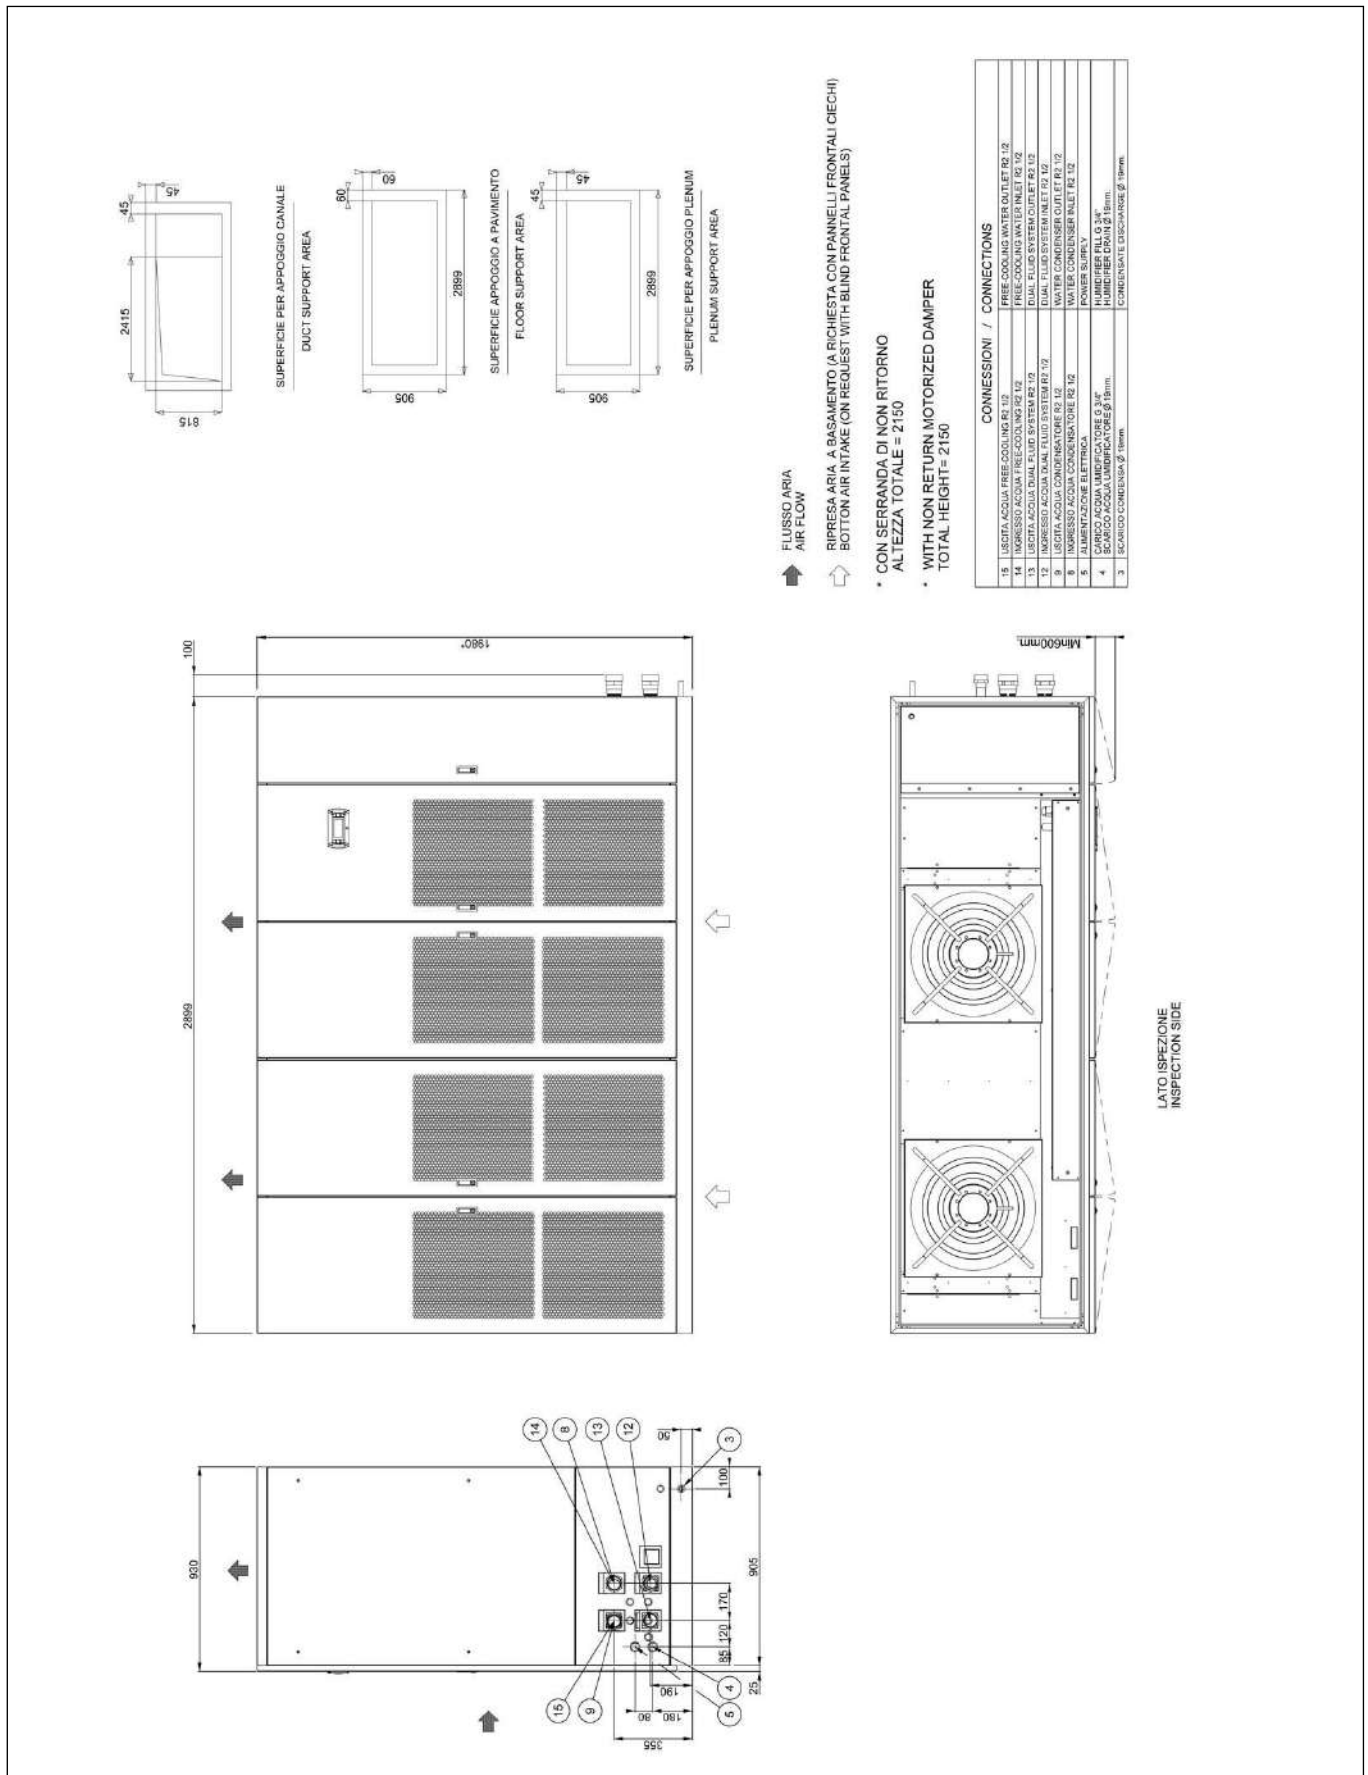 45
45
2415
815
SUPERFICIE PER APPOGGIO CANALE
DUCT SUPPORT AREA
60
60
2899
905
SUPERFICIE APPOGGIO A PAVIMENTO
FLOOR SUPPORT AREA
45
45
2899
905
SUPERFICIE PER APPOGGIO PLENUM
PLENUM SUPPORT AREA
FLUSSO ARIA
AIR FLOW
RIPRESA ARIA A BASAMENTO (A RICHIESTA CON PANNELLI FRONTALI CIECHI)
BOTTON AIR INTAKE (ON REQUEST WITH BLIND FRONTAL PANELS)
* CON SERRANDA DI NON RITORNO
ALTEZZA TOTALE = 2150
* WITH NON RETURN MOTORIZED DAMPER
TOTAL HEIGHT= 2150
CONNESSIONI / CONNECTIONS
15 USCITA ACQUA FREE-COOLING R2 1/2 FREE-COOLING WATER OUTLET R2 1/2
14 INGRESSO ACQUA FREE-COOLING R2 1/2 FREE-COOLING WATER INLET R2 1/2
13 USCITA ACQUA DUAL FLUID SYSTEM R2 1/2 DUAL FLUID SYSTEM OUTLET R2 1/2
12 INGRESSO ACQUA DUAL FLUID SYSTEM R2 1/2 DUAL FLUID SYSTEM INLET R2 1/2
9 USCITA ACQUA CONDENSATORE R2 1/2 WATER CONDENSER OUTLET R2 1/2
8 INGRESSO ACQUA CONDENSATORE R2 1/2 WATER CONDENSER INLET R2 1/2
5 ALIMENTAZIONE ELETTRICA POWER SUPPLY
4 CARICO ACQUA UMIDIFICATORE G 3/4" HUMIDIFIER FILL G 3/4"
SCARICO ACQUA UMIDIFICATORE Ø 19mm. HUMIDIFIER DRAIN Ø 19mm.
3 SCARICO CONDENSA Ø 19mm. CONDENSATE DISCHARGE Ø 19mm.
100
2899
1980*
Min600mm.
LATO ISPEZIONE
INSPECTION SIDE
930
14
8
13
12
50
3
100
905
170
120
85
25
15
9
190
80
180
355
4
5